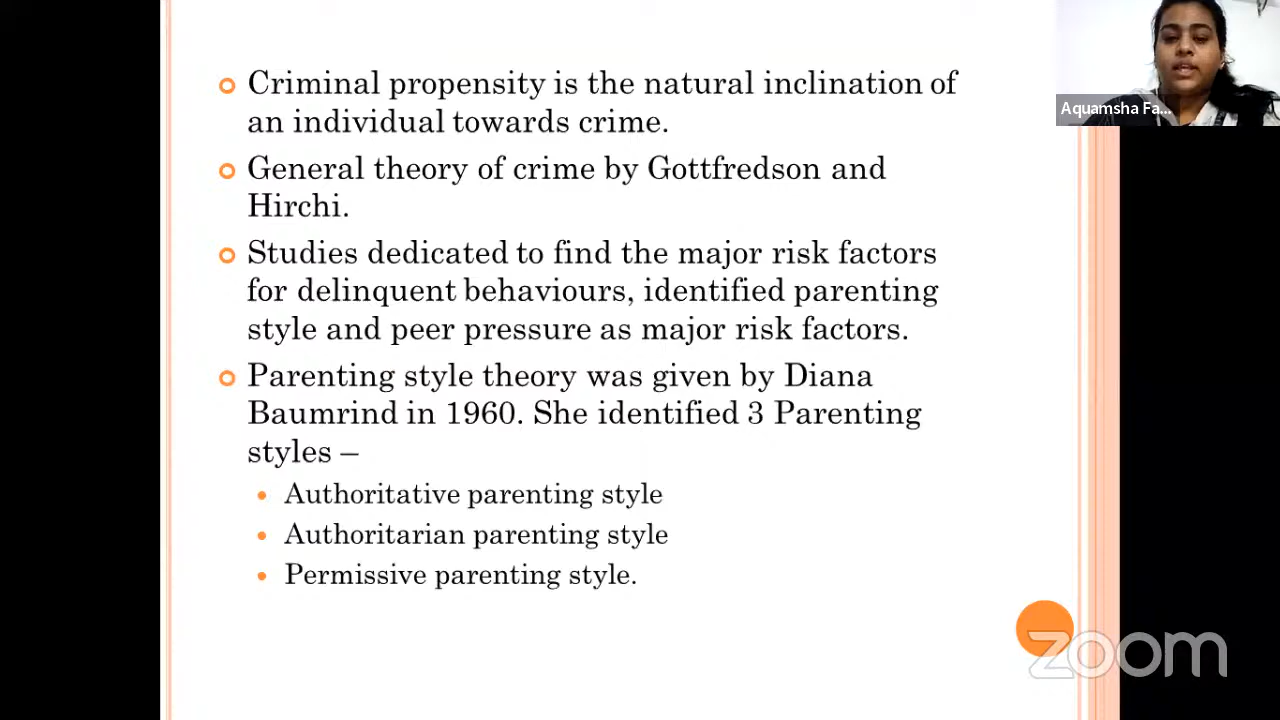 Criminal propensity is the natural inclination of
an individual towards crime.
General theory of crime by Gottfredson and
Hirchi.
Studies dedicated to find the major risk factors
for delinquent behaviours, identified parenting
style and peer pressure as major risk factors.
Parenting style theory was given by Diana
Baumrind in 1960. She identified 3 Parenting
styles –
Authoritative parenting style
Authoritarian parenting style
Permissive parenting style.
Aquamsha Fa...
zoom